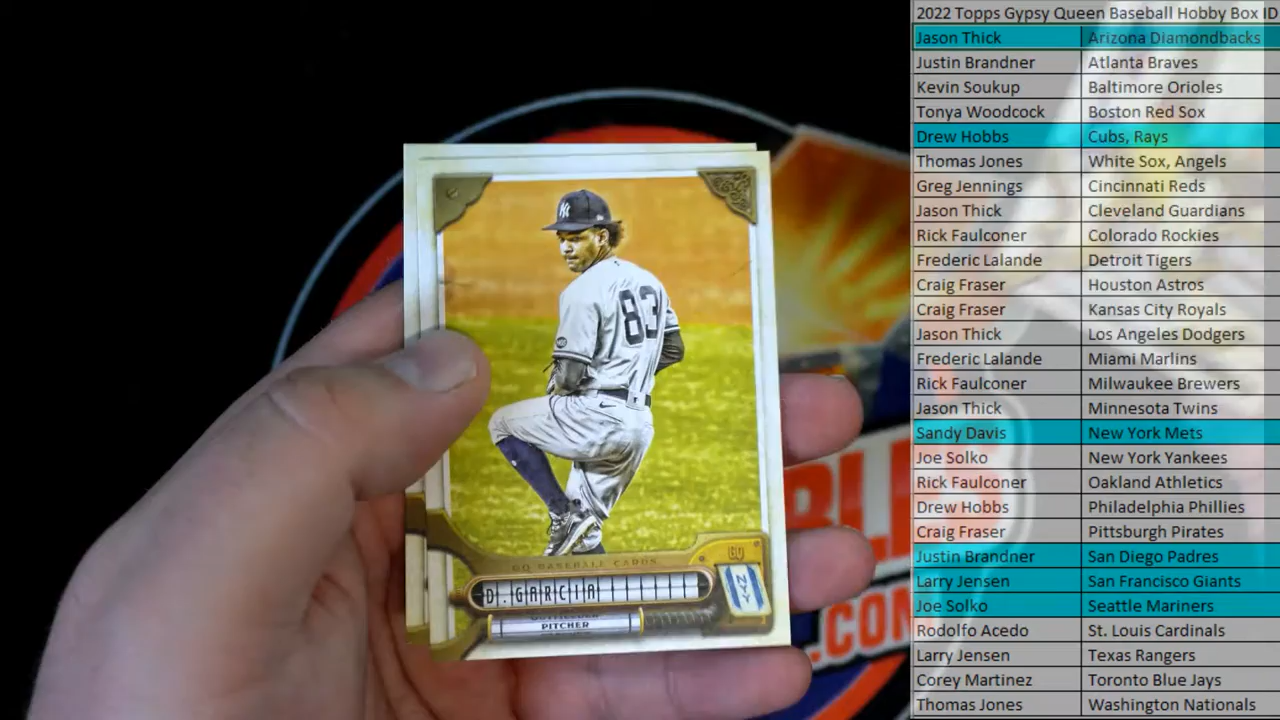 2022 Topps Gypsy Queen Baseball Hobby Box ID
Jason Thick Arizona Diamondbacks
Justin Brandner Atlanta Braves
Kevin Soukup Baltimore Orioles
Tonya Woodcock Boston Red Sox
Drew Hobbs Cubs, Rays
Thomas Jones White Sox, Angels
Greg Jennings Cincinnati Reds
Jason Thick Cleveland Guardians
Rick Faulconer Colorado Rockies
Frederic Lalande Detroit Tigers
Craig Fraser Houston Astros
Craig Fraser Kansas City Royals
Jason Thick Los Angeles Dodgers
Frederic Lalande Miami Marlins
Rick Faulconer Milwaukee Brewers
Jason Thick Minnesota Twins
Sandy Davis New York Mets
Joe Solko New York Yankees
Rick Faulconer Oakland Athletics
Drew Hobbs Philadelphia Phillies
Craig Fraser Pittsburgh Pirates
Justin Brandner San Diego Padres
Larry Jensen San Francisco Giants
Joe Solko Seattle Mariners
Rodolfo Acedo St. Louis Cardinals
Larry Jensen Texas Rangers
Corey Martinez Toronto Blue Jays
Thomas Jones Washington Nationals
NY
83
GQ
GQ BASEBALL CARDS
D. GARCIA
NYY
PITCHER
.COM